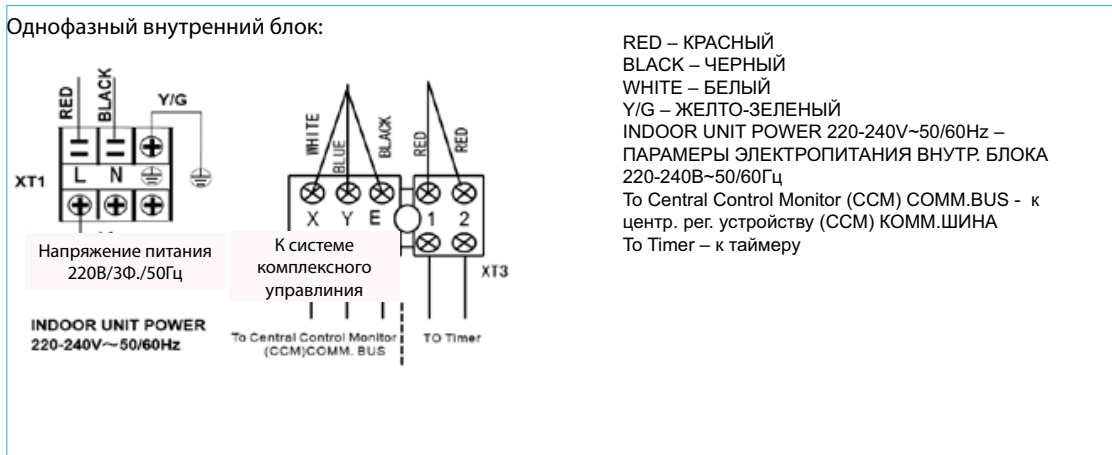 Однофазный внутренний блок:
RED
BLACK
Y/G
XT1
L N
Напряжение питания
220В/3Ф./50Гц
INDOOR UNIT POWER
220-240V~50/60Hz
WHITE
BLUE
BLACK
RED
RED
X Y E 1 2
XT3
К системе
комплексного
управлиния
To Central Control Monitor
(CCM)COMM. BUS
TO Timer
RED – КРАСНЫЙ
BLACK – ЧЕРНЫЙ
WHITE – БЕЛЫЙ
Y/G – ЖЕЛТО-ЗЕЛЕНЫЙ
INDOOR UNIT POWER 220-240V~50/60Hz –
ПАРАМЕРЫ ЭЛЕКТРОПИТАНИЯ ВНУТР. БЛОКА
220-240В~50/60Гц
To Central Control Monitor (CCM) COMM.BUS - к
центр. рег. устройству (CCM) КОММ.ШИНА
To Timer – к таймеру